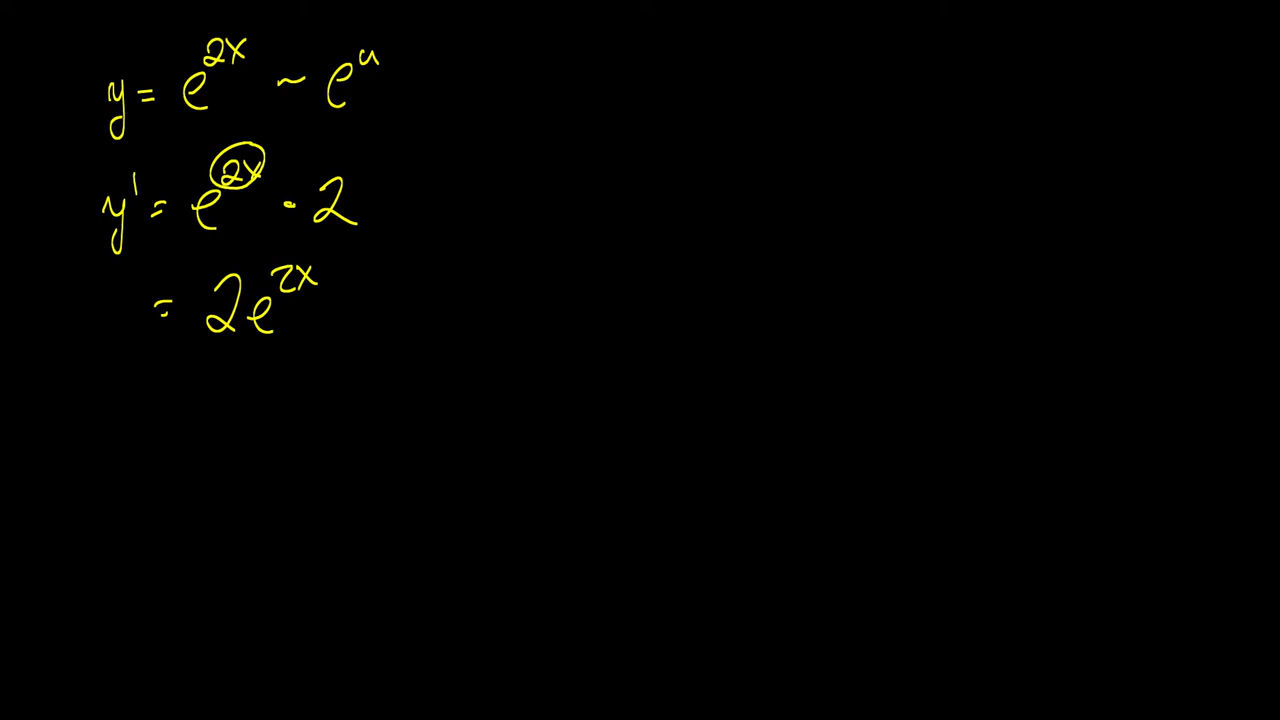 y = e^{2x} ~ e^u
y' = e^{2x} · 2
= 2e^{2x}